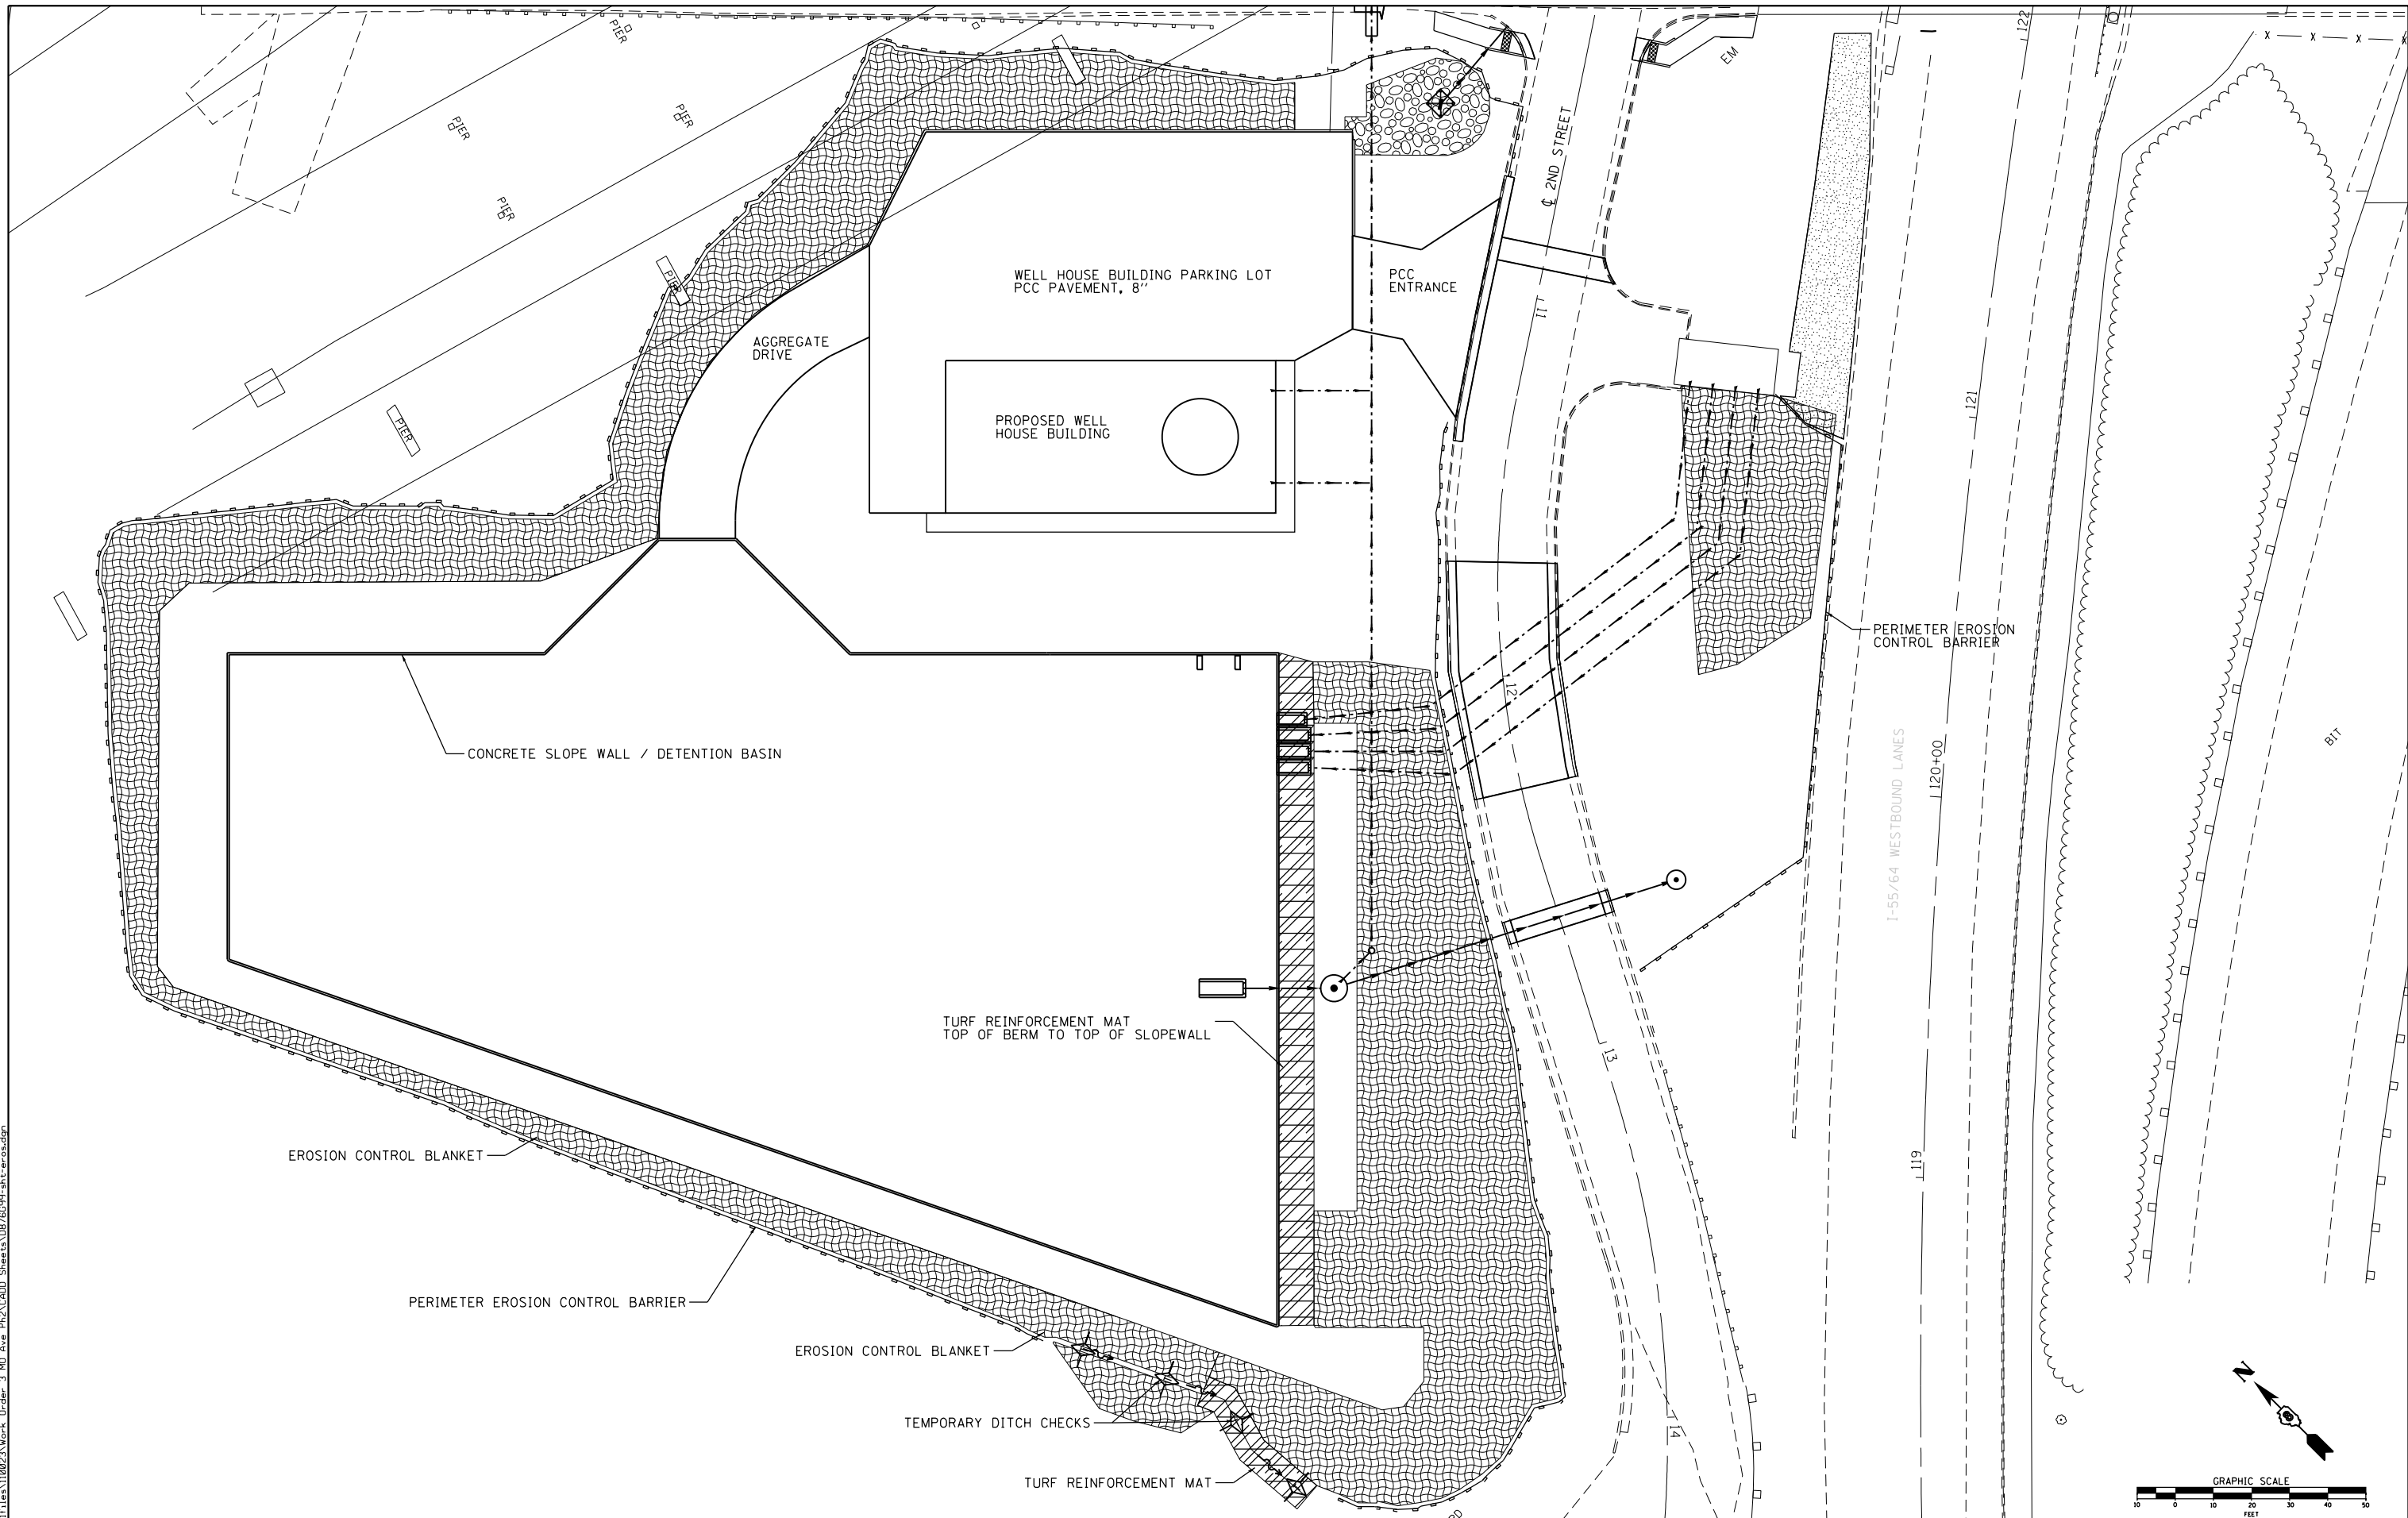 PIER
PIER
PIER
PIER
PIER
PIER
EM
122
℄ 2ND STREET
WELL HOUSE BUILDING PARKING LOT
PCC PAVEMENT, 8''
PCC
ENTRANCE
11
AGGREGATE
DRIVE
121
PROPOSED WELL
HOUSE BUILDING
PERIMETER EROSION
CONTROL BARRIER
12
CONCRETE SLOPE WALL / DETENTION BASIN
I-55/64 WESTBOUND LANES
120+00
BIT
TURF REINFORCEMENT MAT
TOP OF BERM TO TOP OF SLOPEWALL
13
EROSION CONTROL BLANKET
119
PERIMETER EROSION CONTROL BARRIER
EROSION CONTROL BLANKET
TEMPORARY DITCH CHECKS
14
TURF REINFORCEMENT MAT
N
GRAPHIC SCALE
10 0 10 20 30 40 50
FEET